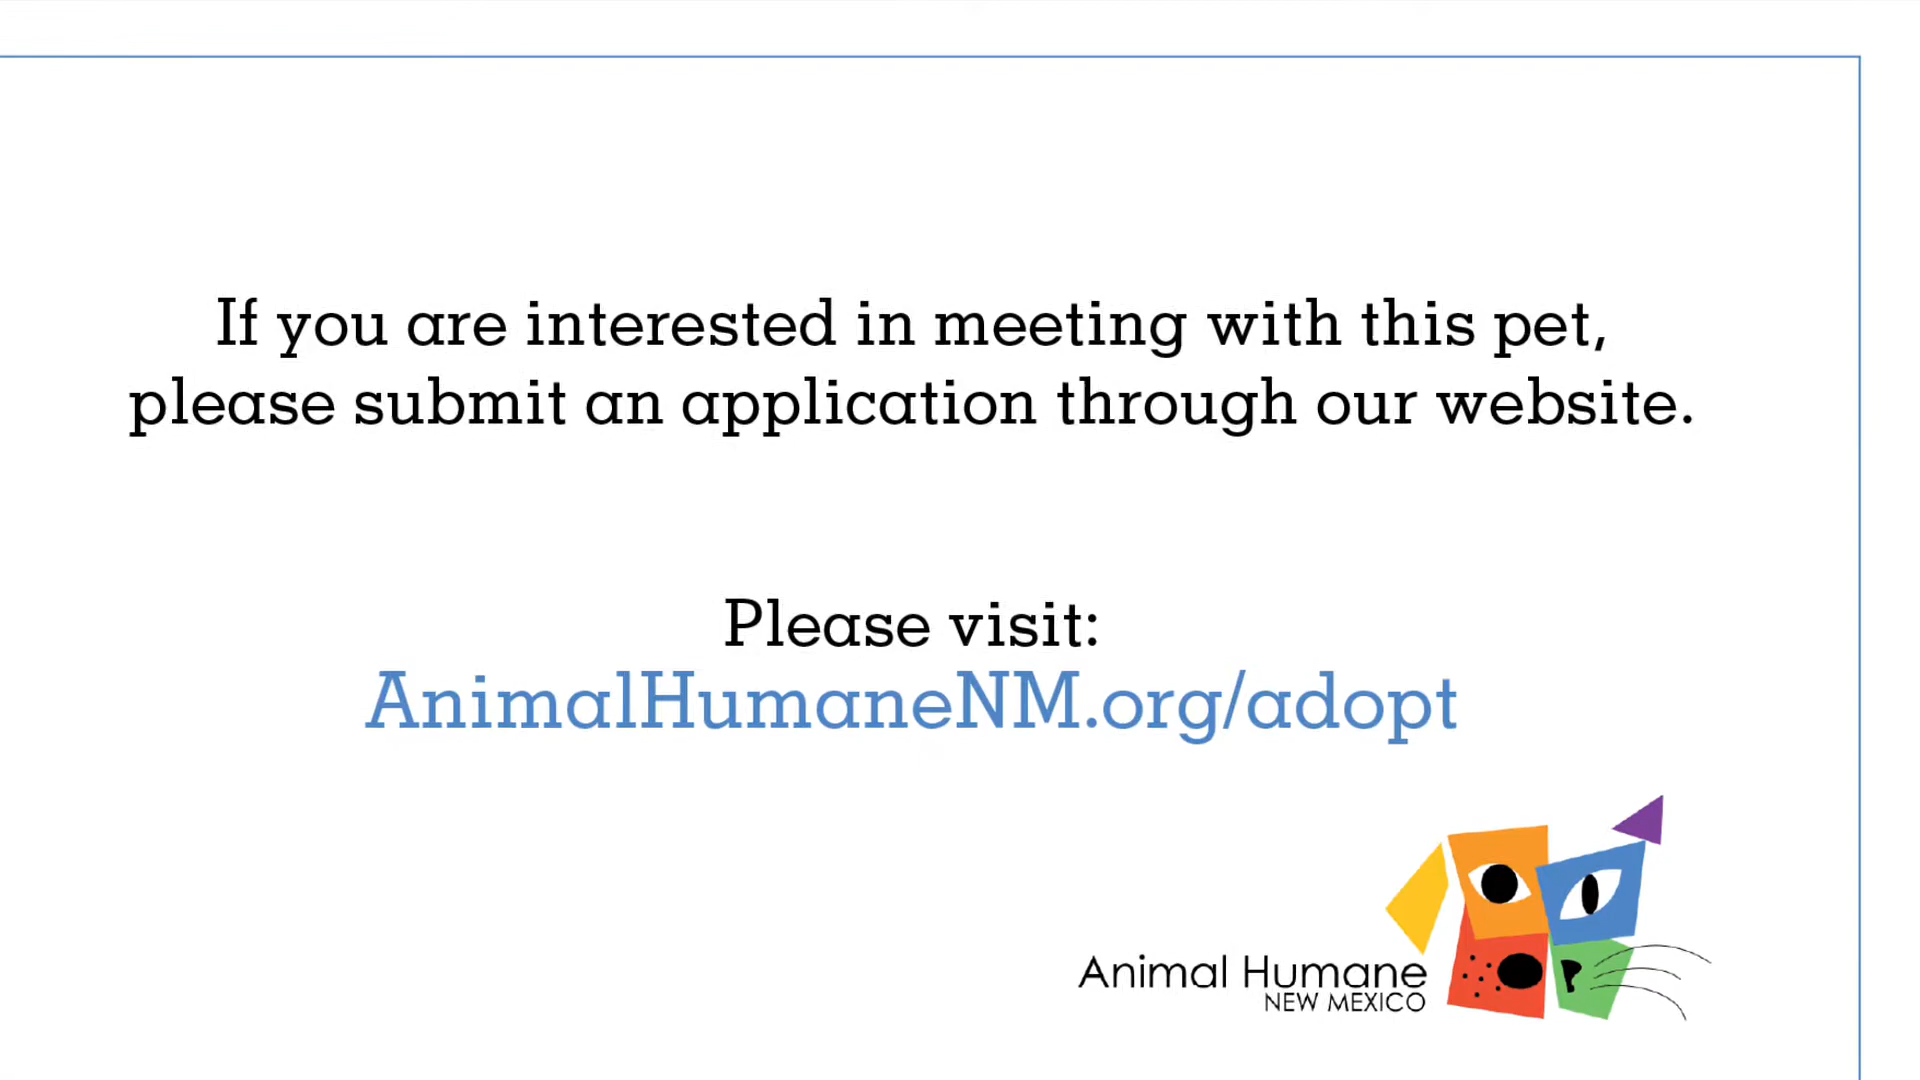 If you are interested in meeting with this pet,
please submit an application through our website.
Please visit:
AnimalHumaneNM.org/adopt
Animal Humane
NEW MEXICO